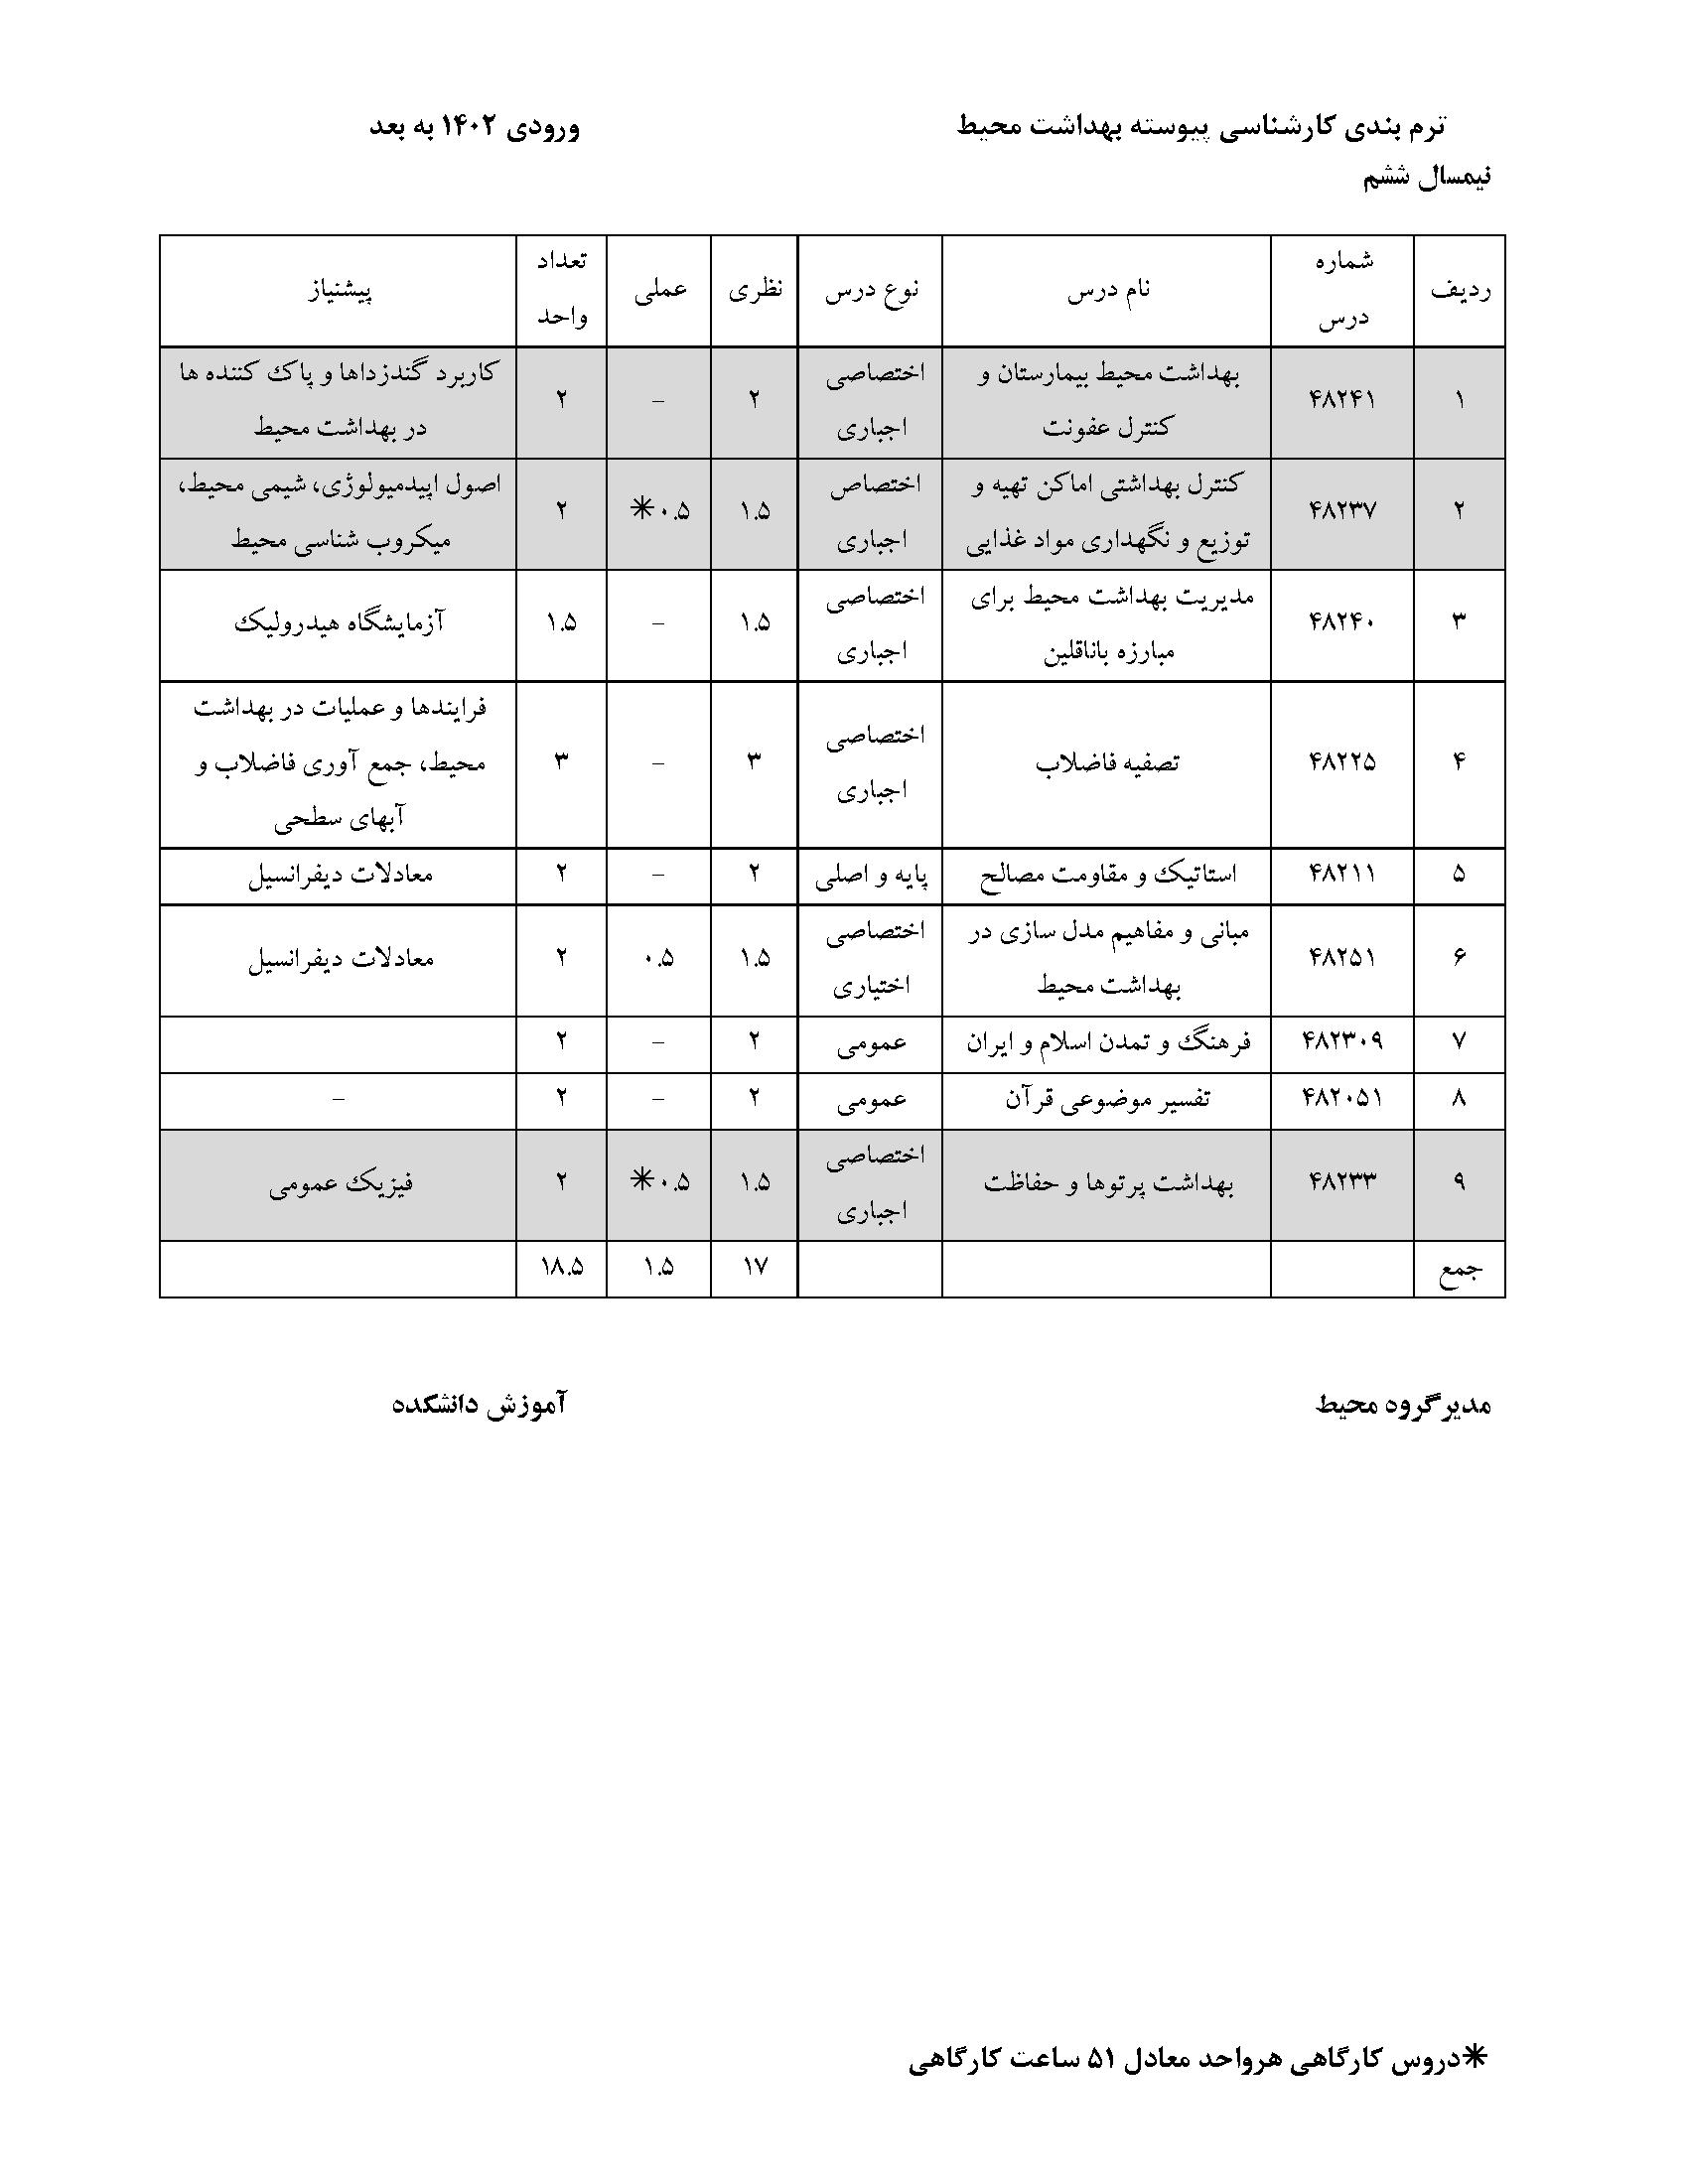 ترم بندی کارشناسی پیوسته بهداشت محیط ورودی ۱۴۰۲ به بعد
نیمسال ششم
ردیف شماره درس نام درس نوع درس نظری عملی تعداد واحد پیشنیاز
۱ ۴۸۲۴۱ بهداشت محیط بیمارستان و کنترل عفونت اختصاصی اجباری ۲ – ۲ کاربرد گندزداها و پاک کننده ها در بهداشت محیط
۲ ۴۸۲۳۷ کنترل بهداشتی اماکن تهیه و توزیع و نگهداری مواد غذایی اختصاص اجباری ۱.۵ ۰.۵✳ ۲ اصول اپیدمیولوژی، شیمی محیط، میکروب شناسی محیط
۳ ۴۸۲۴۰ مدیریت بهداشت محیط برای مبارزه باناقلین اختصاصی اجباری ۱.۵ – ۱.۵ آزمایشگاه هیدرولیک
۴ ۴۸۲۲۵ تصفیه فاضلاب اختصاصی اجباری ۳ – ۳ فرایندها و عملیات در بهداشت محیط، جمع آوری فاضلاب و آبهای سطحی
۵ ۴۸۲۱۱ استاتیک و مقاومت مصالح پایه و اصلی ۲ – ۲ معادلات دیفرانسیل
۶ ۴۸۲۵۱ مبانی و مفاهیم مدل سازی در بهداشت محیط اختصاصی اختیاری ۱.۵ ۰.۵ ۲ معادلات دیفرانسیل
۷ ۴۸۲۳۰۹ فرهنگ و تمدن اسلام و ایران عمومی ۲ – ۲
۸ ۴۸۲۰۵۱ تفسیر موضوعی قرآن عمومی ۲ – ۲ –
۹ ۴۸۲۳۳ بهداشت پرتوها و حفاظت اختصاصی اجباری ۱.۵ ۰.۵✳ ۲ فیزیک عمومی
جمع ۱۷ ۱.۵ ۱۸.۵
مدیرگروه محیط آموزش دانشکده
✳دروس کارگاهی هرواحد معادل ۵۱ ساعت کارگاهی